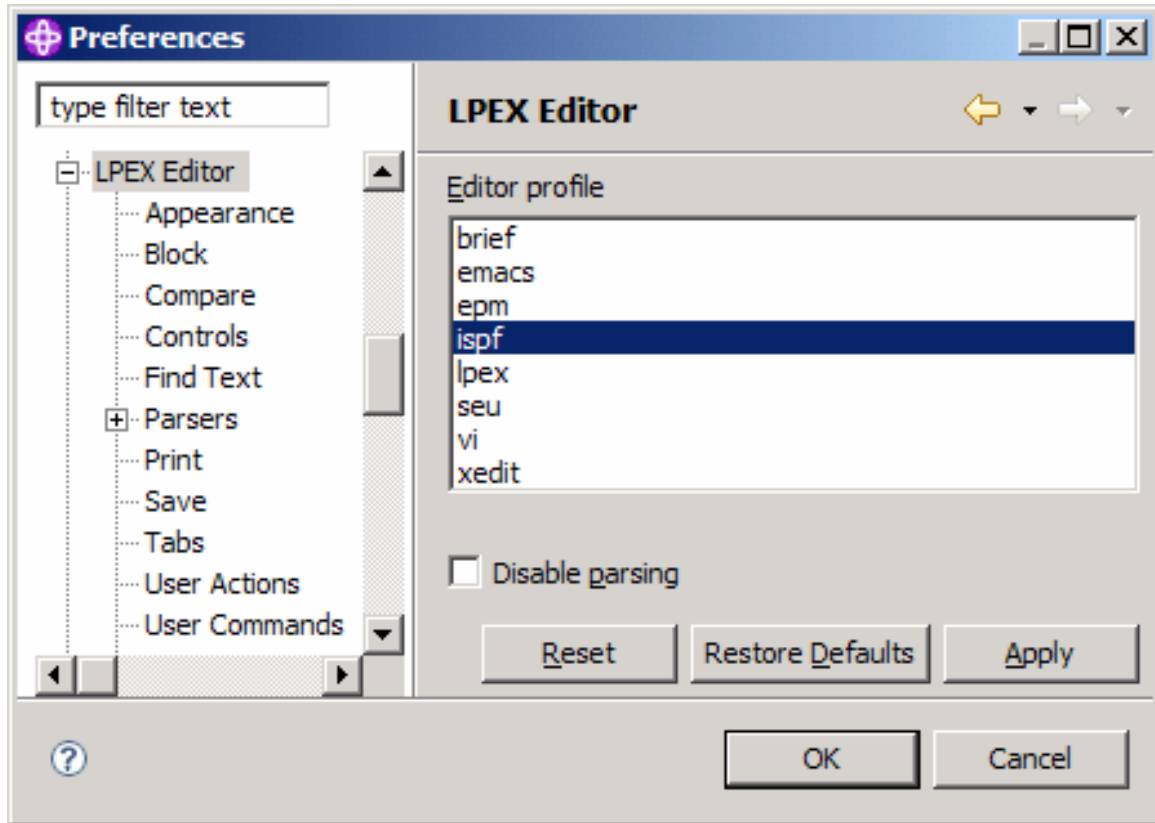 Preferences
type filter text
LPEX Editor
Appearance
Block
Compare
Controls
Find Text
Parsers
Print
Save
Tabs
User Actions
User Commands
LPEX Editor
Editor profile
brief
emacs
epm
ispf
lpex
seu
vi
xedit
Disable parsing
Reset Restore Defaults Apply
OK Cancel